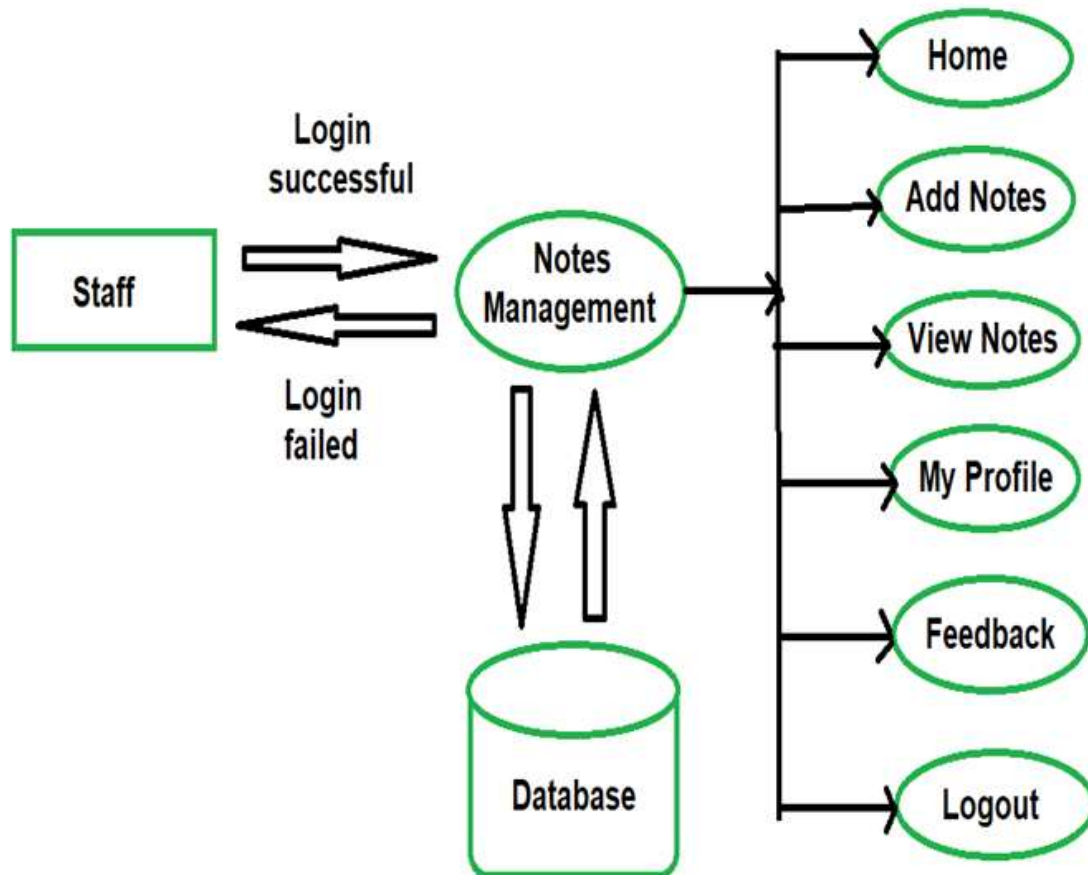 Login
successful
Staff
Login
failed
Notes
Management
Database
Home
Add Notes
View Notes
My Profile
Feedback
Logout